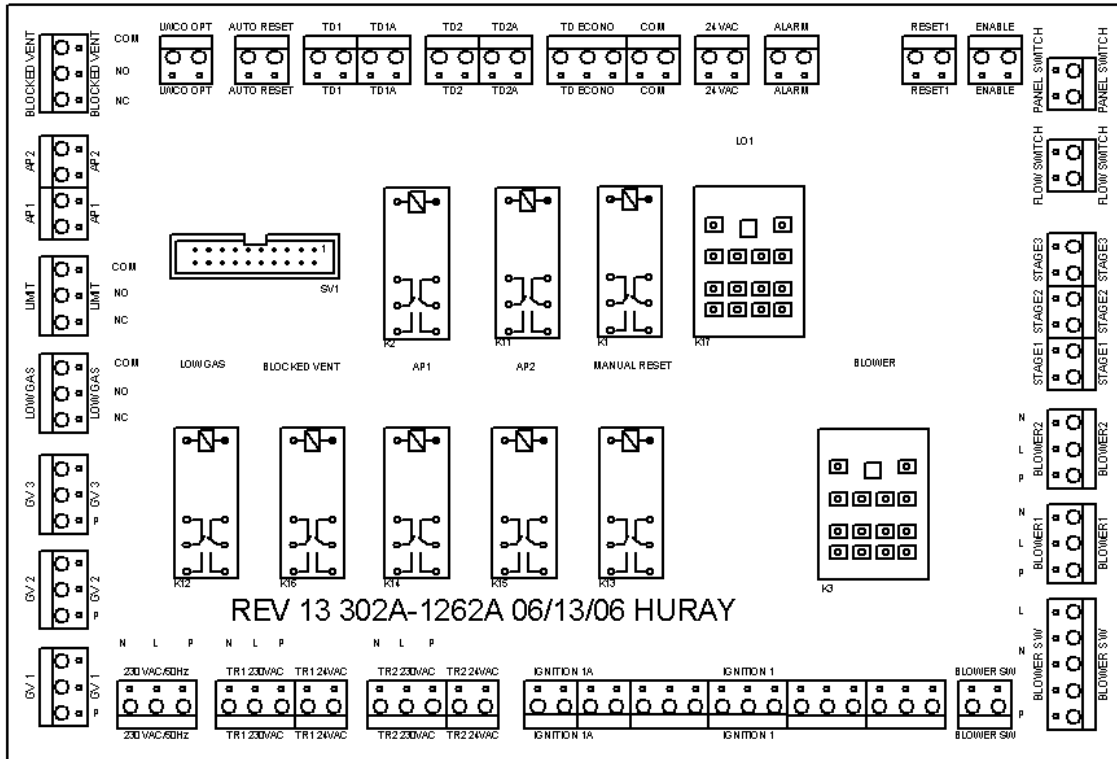 UNCO OPT AUTO RESET TD1 TD1A TD2 TD2A TD ECONO COM 24 VAC ALARM RESET1 ENABLE
UNCO OPT AUTO RESET TD1 TD1A TD2 TD2A TD ECONO COM 24 VAC ALARM RESET1 ENABLE
BLOCKED VENT BLOCKED VENT
COM
NO
NC
PANEL SWITCH PANEL SWITCH
AP2 AP2
FLOW SWITCH FLOW SWITCH
AP1 AP1
LO1
1
SV1
LIMIT LIMIT
COM
NO
NC
STAGE3 STAGE3
STAGE2 STAGE2
STAGE1 STAGE1
K2 K11 K1 K17
LOW GAS LOW GAS
COM
NO
NC
LOW GAS BLOCKED VENT AP1 AP2 MANUAL RESET BLOWER
N
L
P
BLOWER2 BLOWER2
GV 3 GV 3
P
N
L
P
BLOWER1 BLOWER1
GV 2 GV 2
P
K12 K16 K14 K15 K13 K3
REV 13 302A-1262A 06/13/06 HURAY
L
N
P
BLOWER SW BLOWER SW
GV 1 GV 1
P
N L P N L P N L P
230 VAC/50Hz TR1 230VAC TR1 24VAC TR2 230VAC TR2 24VAC IGNITION 1A IGNITION 1 BLOWER SW
230 VAC/50Hz TR1 230VAC TR1 24VAC TR2 230VAC TR2 24VAC IGNITION 1A IGNITION 1 BLOWER SW